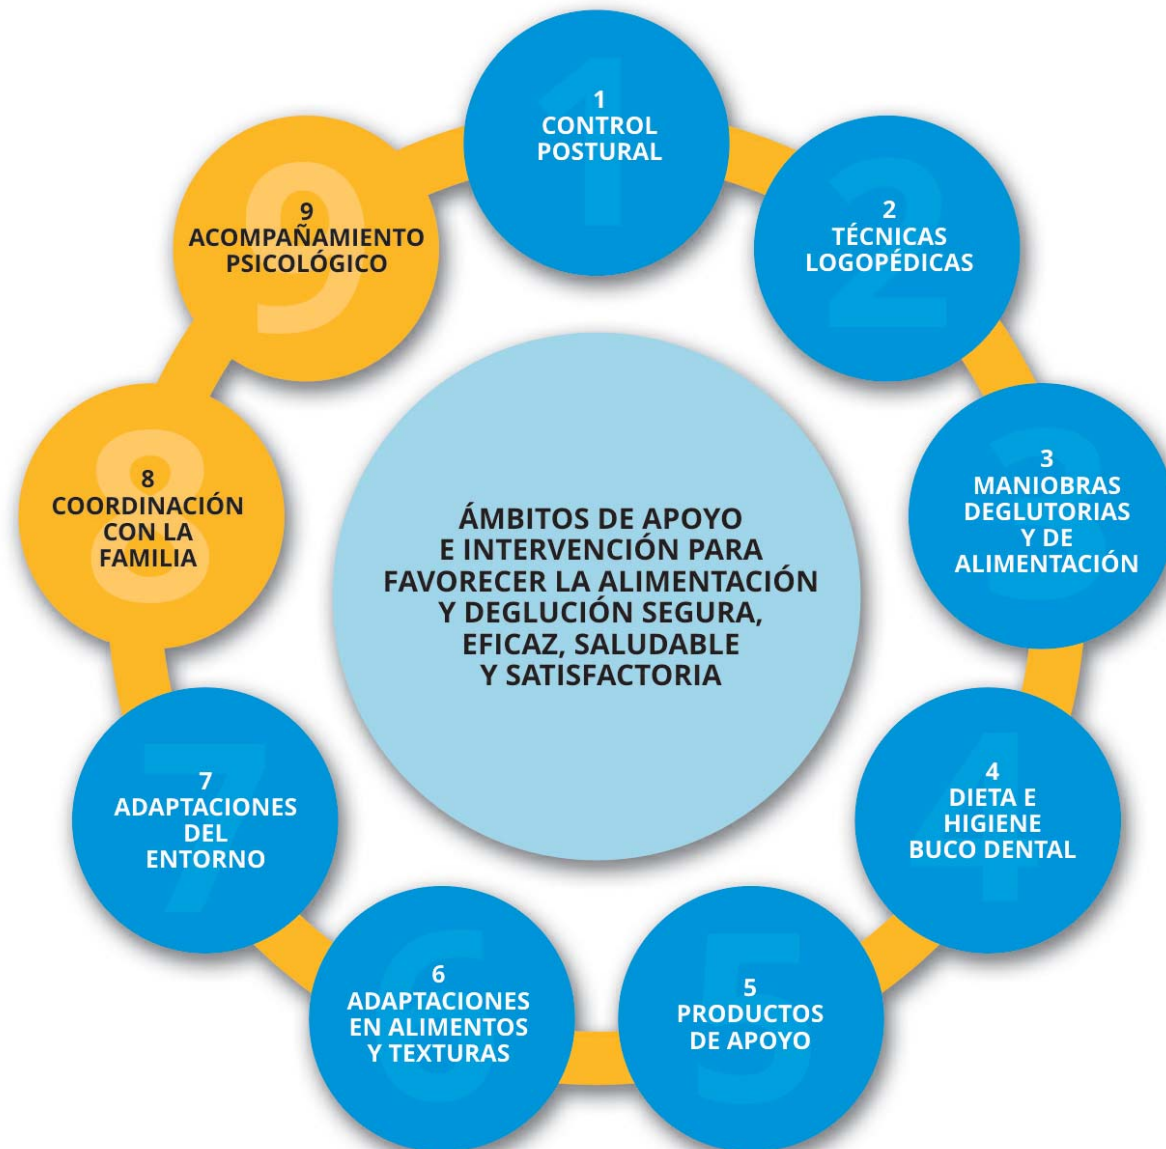 1
CONTROL
POSTURAL
2
TÉCNICAS
LOGOPÉDICAS
3
MANIOBRAS
DEGLUTORIAS
Y DE
ALIMENTACIÓN
4
DIETA E
HIGIENE
BUCO DENTAL
5
PRODUCTOS
DE APOYO
6
ADAPTACIONES
EN ALIMENTOS
Y TEXTURAS
7
ADAPTACIONES
DEL
ENTORNO
8
COORDINACIÓN
CON LA
FAMILIA
9
ACOMPAÑAMIENTO
PSICOLÓGICO
ÁMBITOS DE APOYO
E INTERVENCIÓN PARA
FAVORECER LA ALIMENTACIÓN
Y DEGLUCIÓN SEGURA,
EFICAZ, SALUDABLE
Y SATISFACTORIA